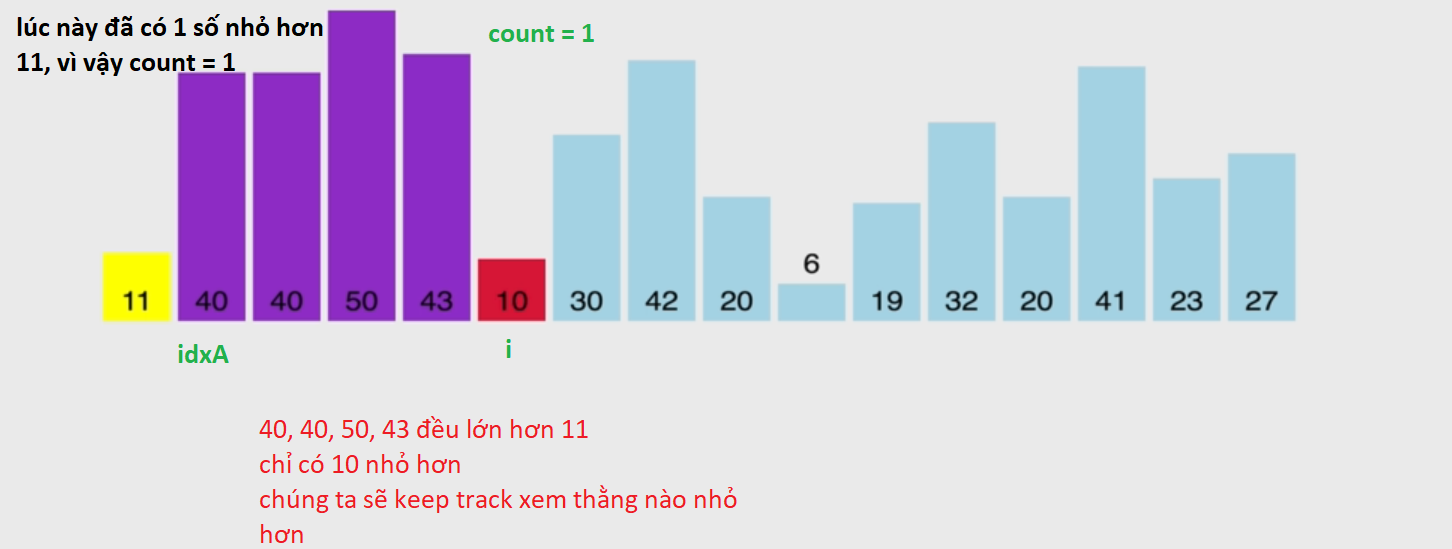 lúc này đã có 1 số nhỏ hơn
11, vì vậy count = 1
count = 1
6
11 40 40 50 43 10 30 42 20 19 32 20 41 23 27
idxA i
40, 40, 50, 43 đều lớn hơn 11
chỉ có 10 nhỏ hơn
chúng ta sẽ keep track xem thằng nào nhỏ
hơn